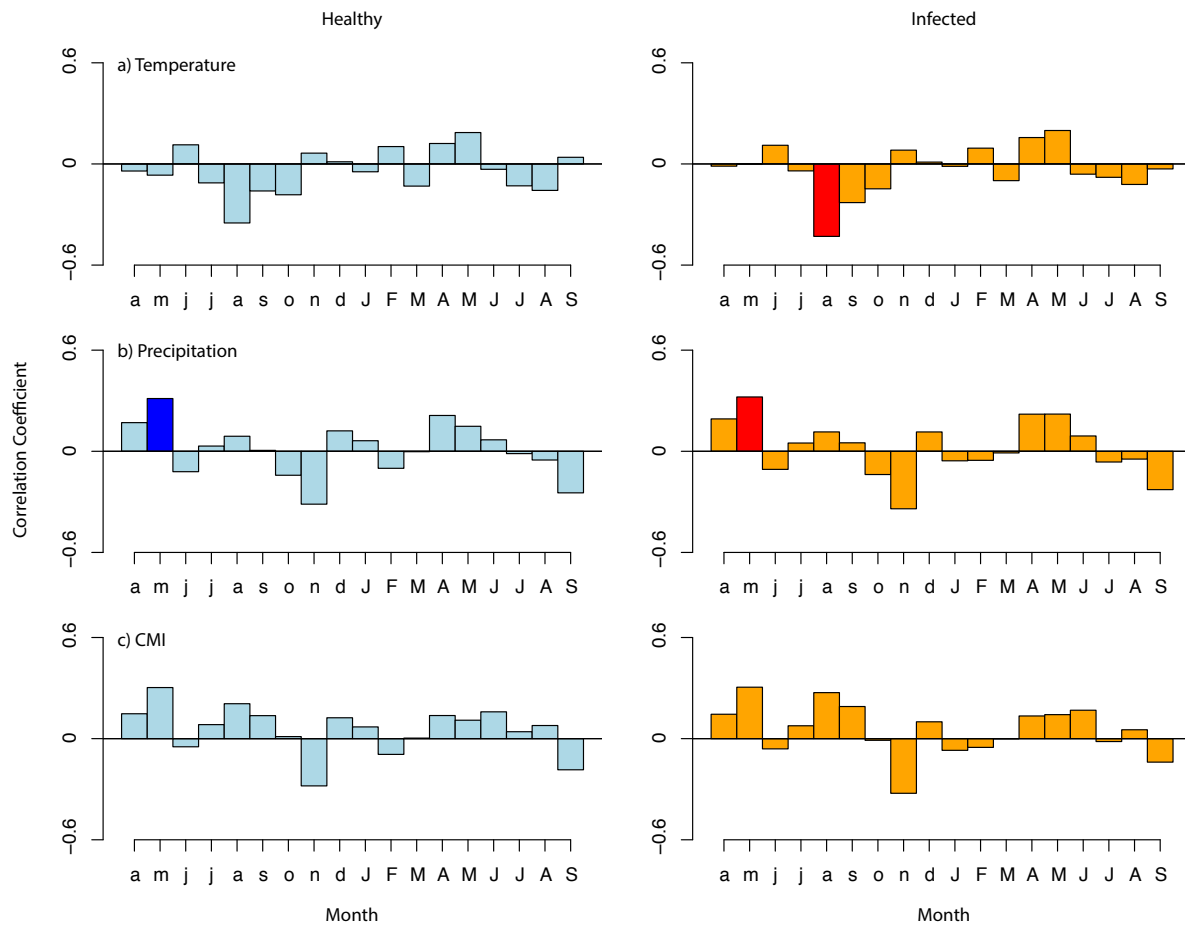 Healthy
Infected
a) Temperature
0.6
0
−0.6
a m j j a s o n d J F M A M J J A S
0.6
0
−0.6
a m j j a s o n d J F M A M J J A S
b) Precipitation
0.6
0
−0.6
a m j j a s o n d J F M A M J J A S
0.6
0
−0.6
a m j j a s o n d J F M A M J J A S
Correlation Coefficient
c) CMI
0.6
0
−0.6
a m j j a s o n d J F M A M J J A S
0.6
0
−0.6
a m j j a s o n d J F M A M J J A S
Month
Month